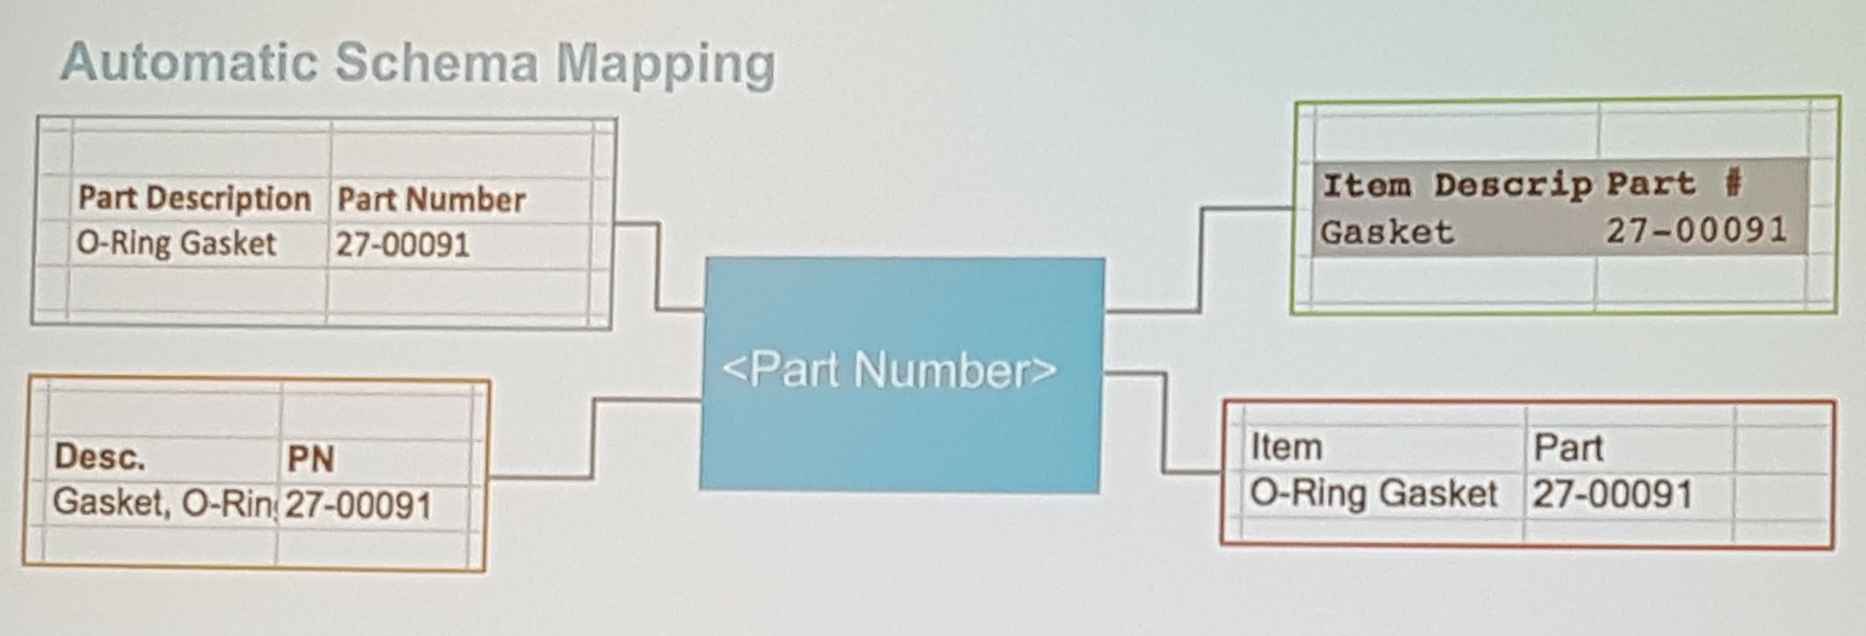 Automatic Schema Mapping
Part Description Part Number
O-Ring Gasket 27-00091
Item Descrip Part #
Gasket 27-00091
<Part Number>
Desc. PN
Gasket, O-Rin 27-00091
Item Part
O-Ring Gasket 27-00091